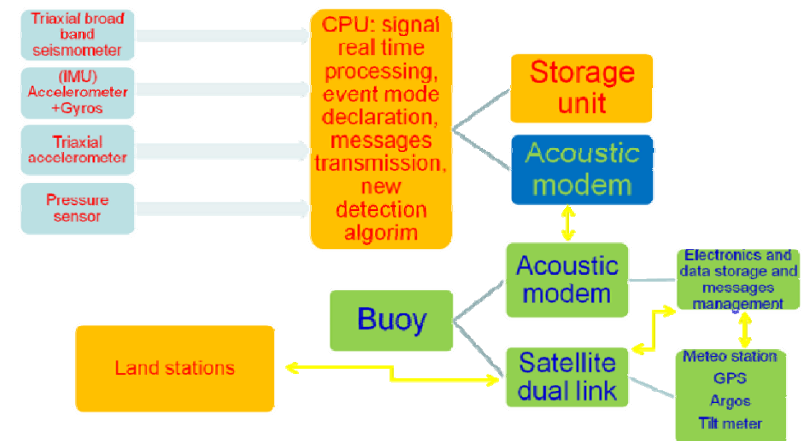 Triaxial broad
band
seismometer
(IMU)
Accelerometer
+Gyros
Triaxial
accelerometer
Pressure
sensor
CPU: signal
real time
processing,
event mode
declaration,
messages
transmission,
new
detection
algorim
Storage
unit
Acoustic
modem
Acoustic
modem
Electronics and
data storage and
messages
management
Buoy
Land stations
Satellite
dual link
Meteo station
GPS
Argos
Tilt meter